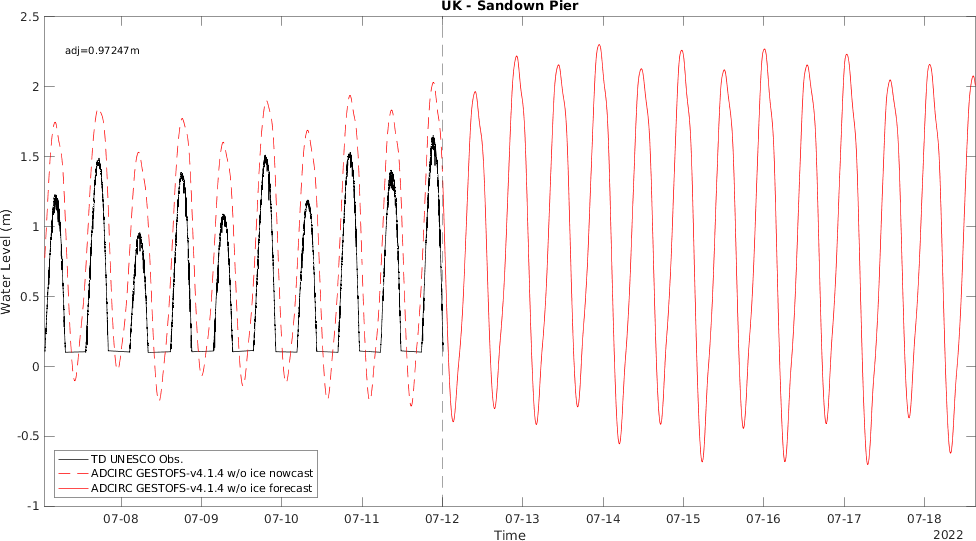 UK - Sandown Pier
adj=0.97247m
Water Level (m)
2.5
2
1.5
1
0.5
0
-0.5
-1
TD UNESCO Obs.
ADCIRC GESTOFS-v4.1.4 w/o ice nowcast
ADCIRC GESTOFS-v4.1.4 w/o ice forecast
07-08 07-09 07-10 07-11 07-12 07-13 07-14 07-15 07-16 07-17 07-18
Time
2022